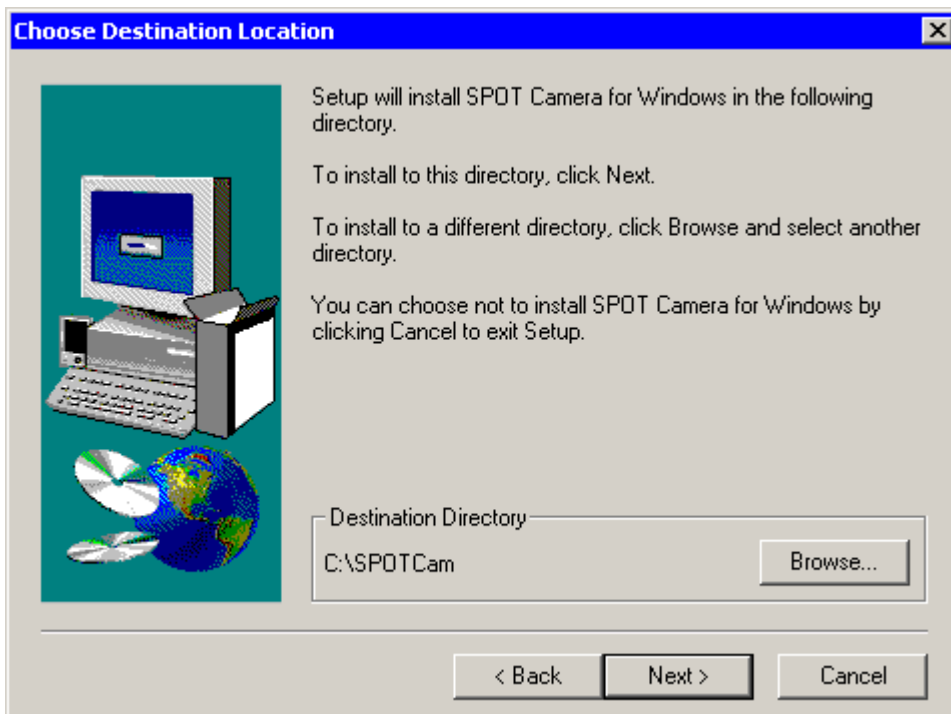 Choose Destination Location
Setup will install SPOT Camera for Windows in the following
directory.
To install to this directory, click Next.
To install to a different directory, click Browse and select another
directory.
You can choose not to install SPOT Camera for Windows by
clicking Cancel to exit Setup.
Destination Directory
C:\SPOTCam
Browse...
< Back
Next >
Cancel